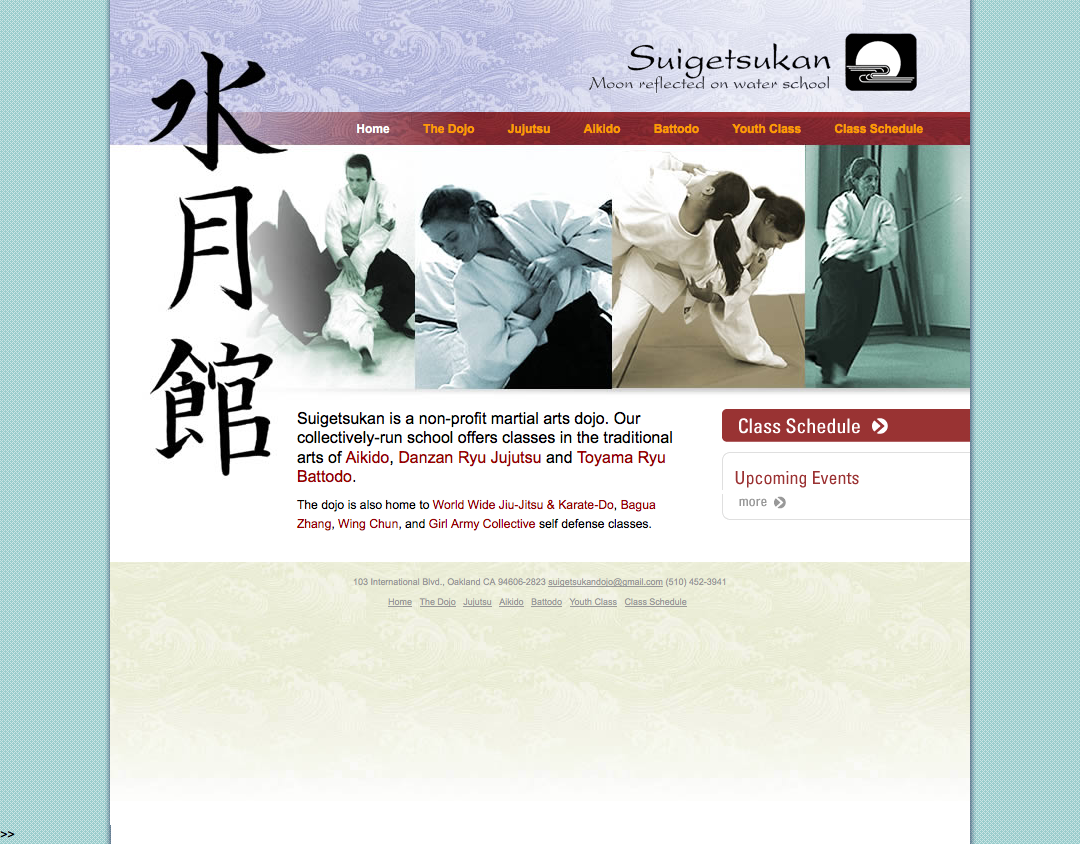 水
月
館
Suigetsukan
Moon reflected on water school
Home The Dojo Jujutsu Aikido Battodo Youth Class Class Schedule
Suigetsukan is a non-profit martial arts dojo. Our
collectively-run school offers classes in the traditional
arts of Aikido, Danzan Ryu Jujutsu and Toyama Ryu
Battodo.
The dojo is also home to World Wide Jiu-Jitsu & Karate-Do, Bagua
Zhang, Wing Chun, and Girl Army Collective self defense classes.
Class Schedule
Upcoming Events
more
103 International Blvd., Oakland CA 94606-2823 suigetsukandojo@gmail.com (510) 452-3941
Home The Dojo Jujutsu Aikido Battodo Youth Class Class Schedule
>>